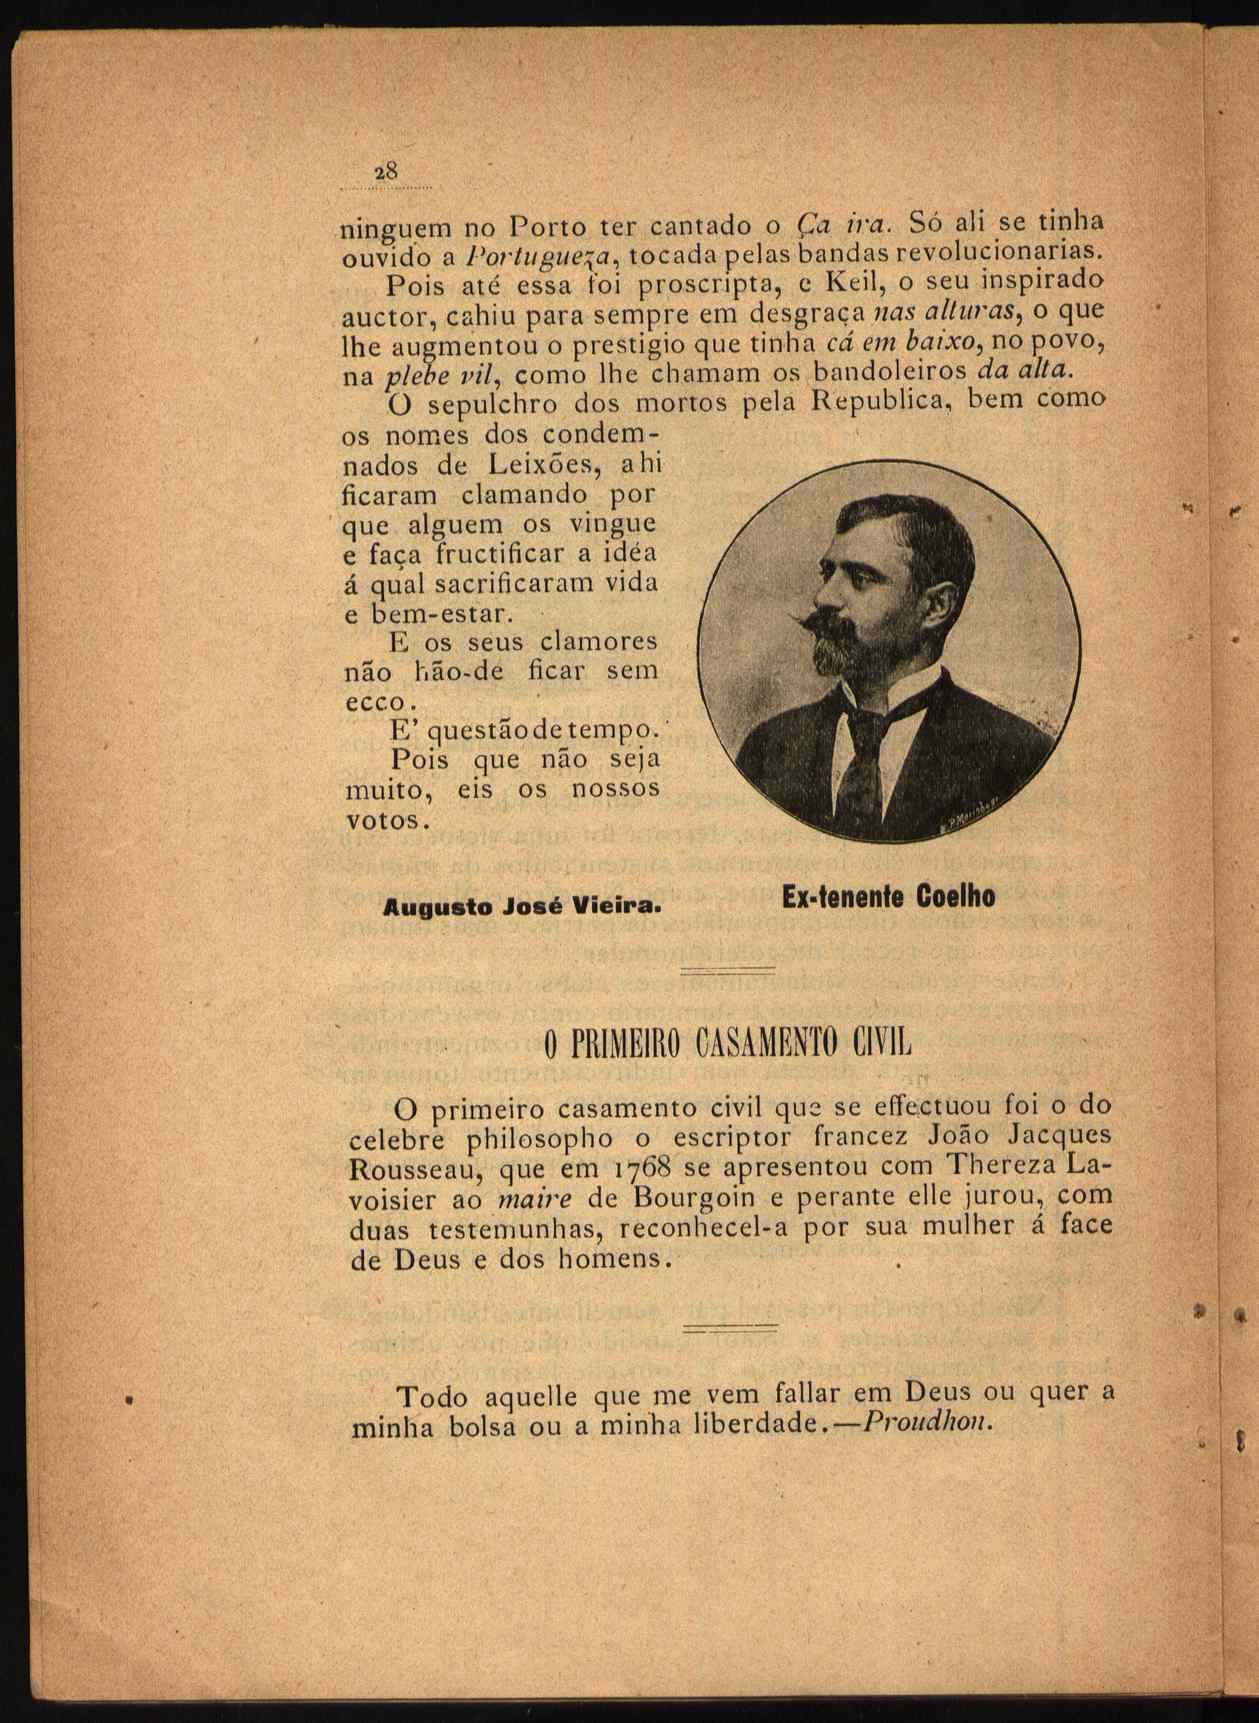 28
ninguem no Porto ter cantado o Ça ira. Só ali se tinha
ouvido a Portugueza, tocada pelas bandas revolucionarias.
Pois até essa foi proscripta, e Keil, o seu inspirado
auctor, cahiu para sempre em desgraça nas alturas, o que
lhe augmentou o prestigio que tinha cá em baixo, no povo,
na plebe vil, como lhe chamam os bandoleiros da alta.
O sepulchro dos mortos pela Republica, bem como
os nomes dos condem-
nados de Leixões, ahi
ficaram clamando por
que alguem os vingue
e faça fructificar a idéa
á qual sacrificaram vida
e bem-estar.
E os seus clamores
não hão-de ficar sem
ecco.
E' questão de tempo.
Pois que não seja
muito, eis os nossos
votos.
Augusto José Vieira.
Ex-tenente Coelho
O PRIMEIRO CASAMENTO CIVIL
O primeiro casamento civil que se effectuou foi o do
celebre philosopho o escriptor francez João Jacques
Rousseau, que em 1768 se apresentou com Thereza La-
voisier ao maire de Bourgoin e perante elle jurou, com
duas testemunhas, reconhecel-a por sua mulher á face
de Deus e dos homens.
Todo aquelle que me vem fallar em Deus ou quer a
minha bolsa ou a minha liberdade.—Proudhon.